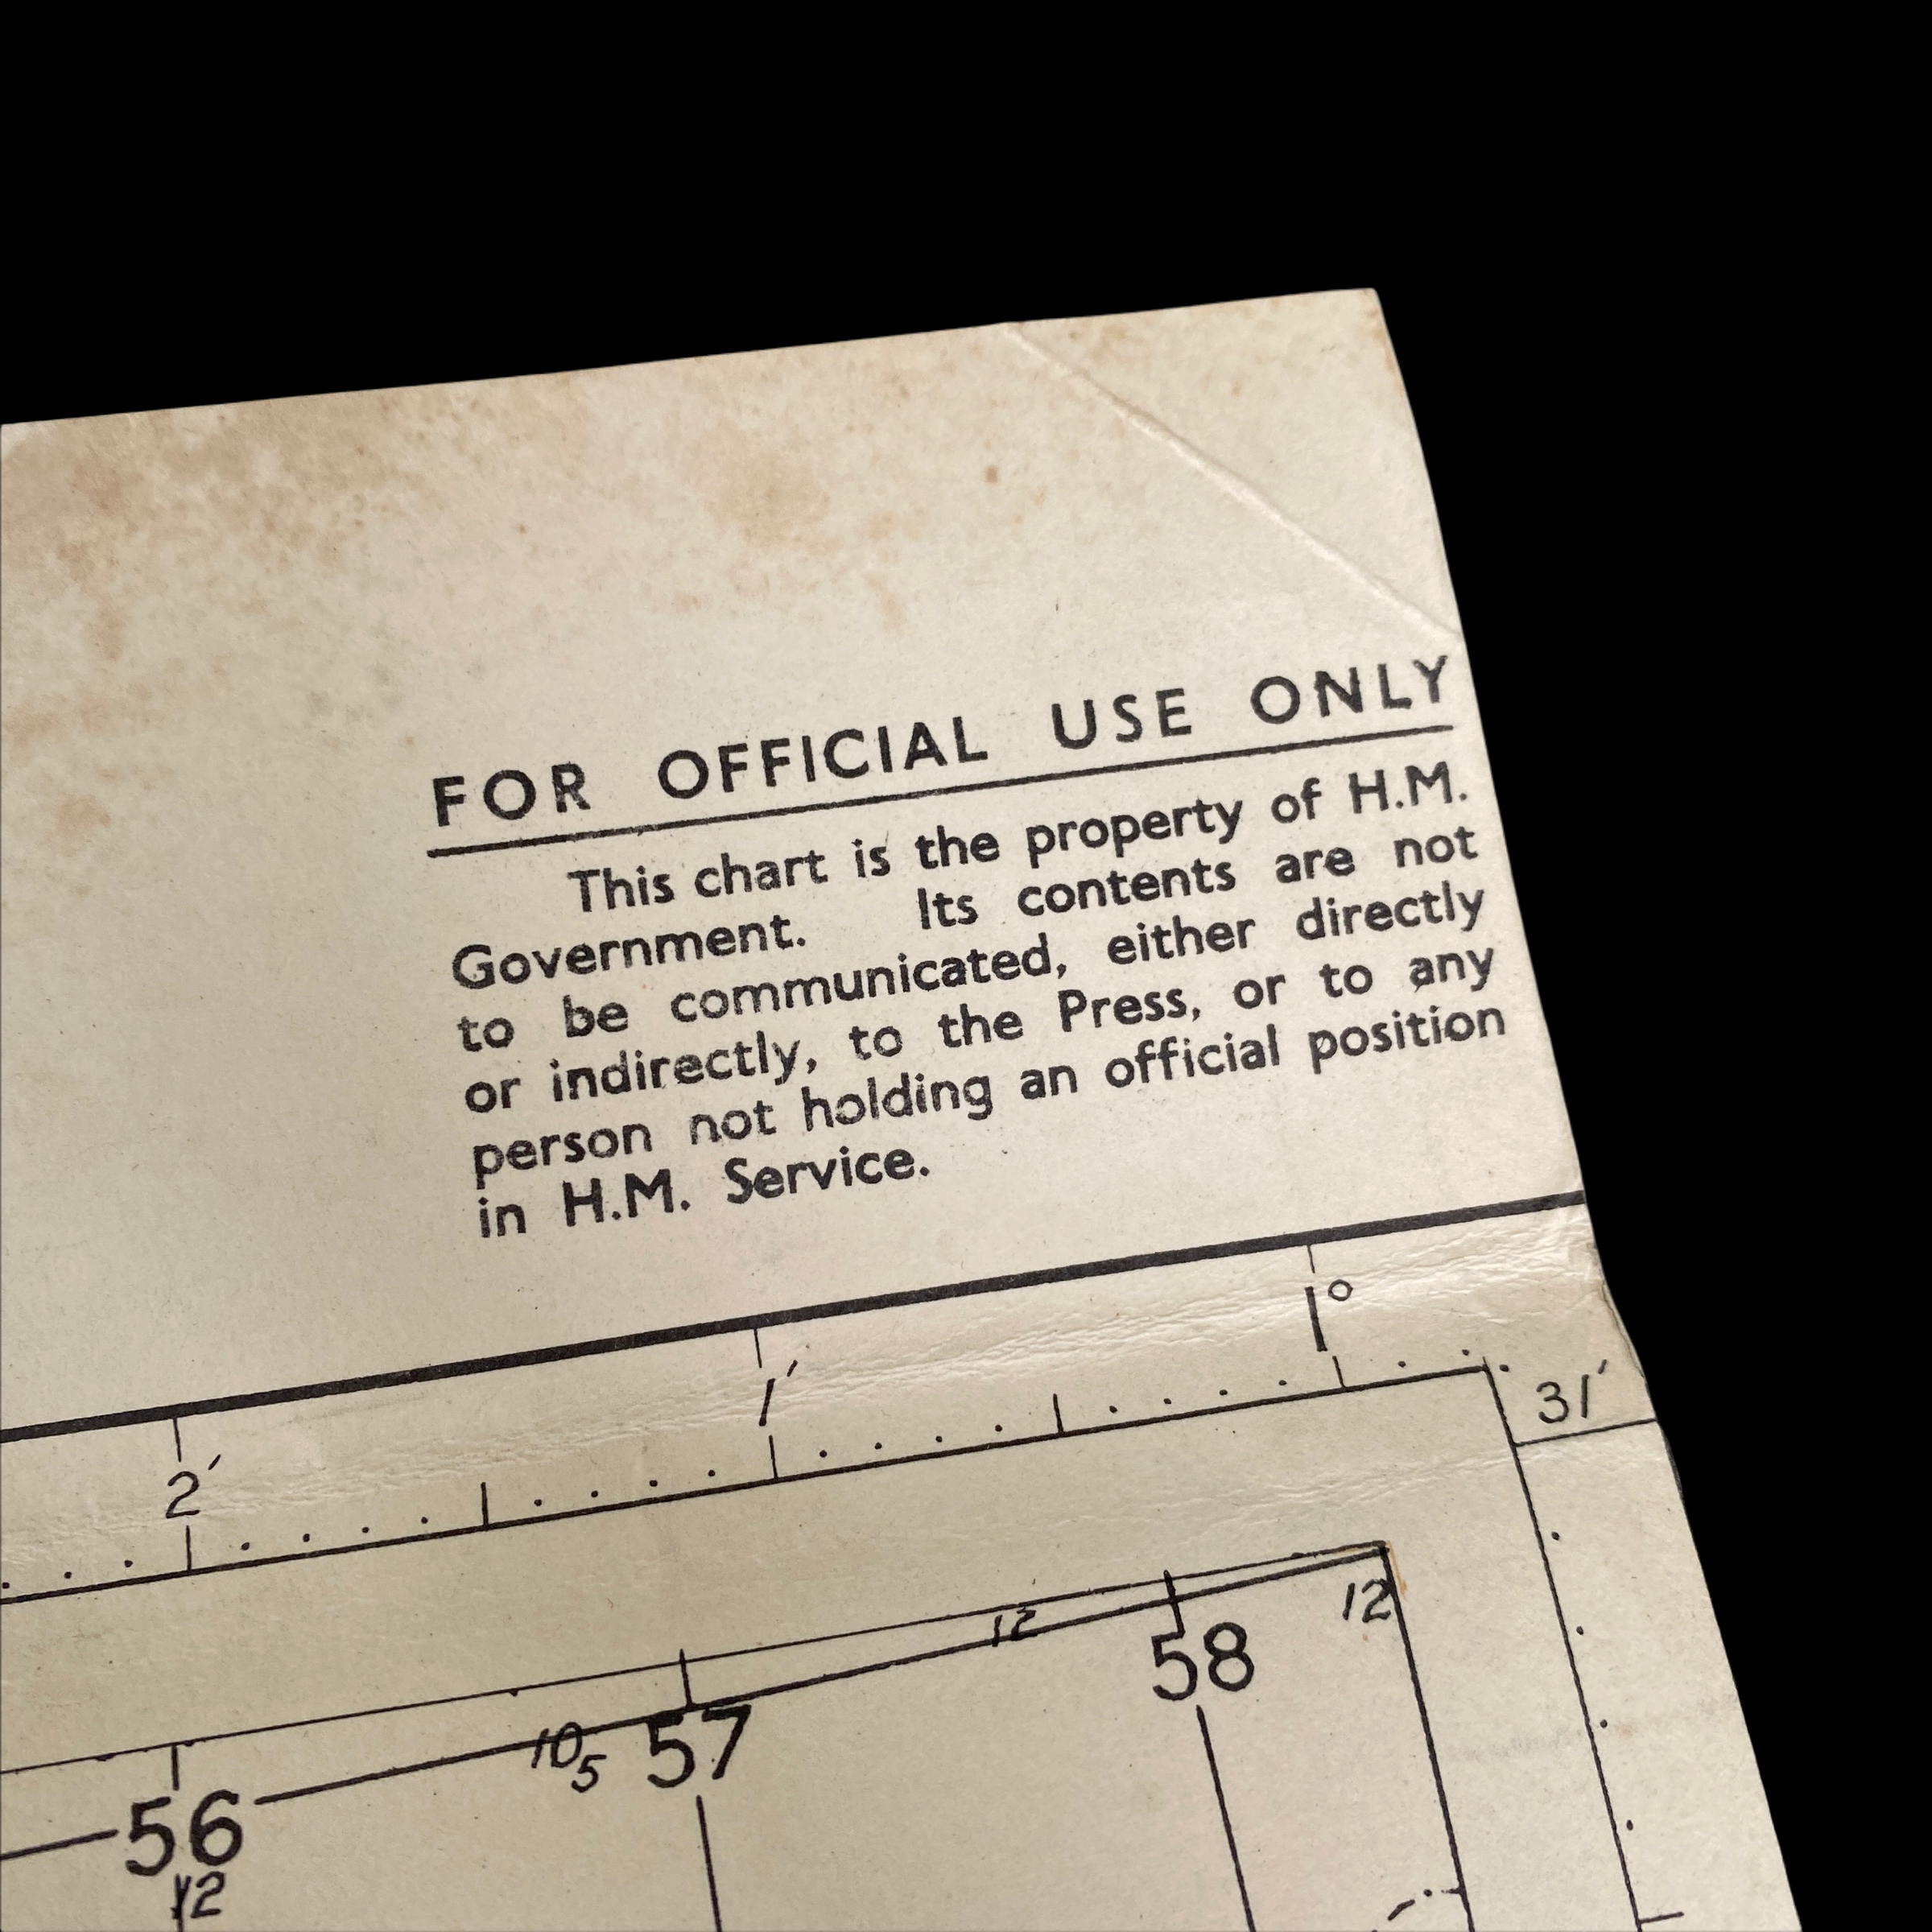 FOR OFFICIAL USE ONLY
This chart is the property of H.M.
Government. Its contents are not
to be communicated, either directly
or indirectly, to the Press, or to any
person not holding an official position
in H.M. Service.
2′ 1′ 1°
31′
12 58 12
10₅ 57
56
12